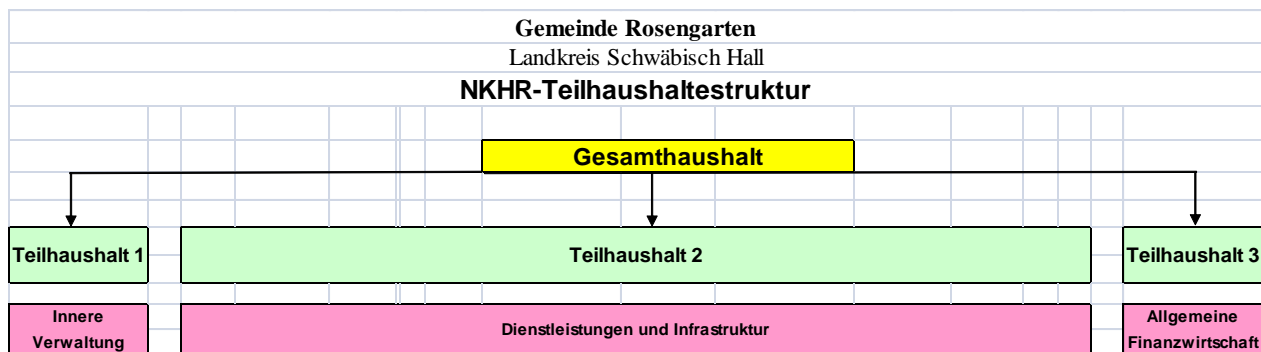 Gemeinde Rosengarten
Landkreis Schwäbisch Hall
NKHR-Teilhaushaltestruktur
Gesamthaushalt
Teilhaushalt 1
Teilhaushalt 2
Teilhaushalt 3
Innere
Verwaltung
Dienstleistungen und Infrastruktur
Allgemeine
Finanzwirtschaft